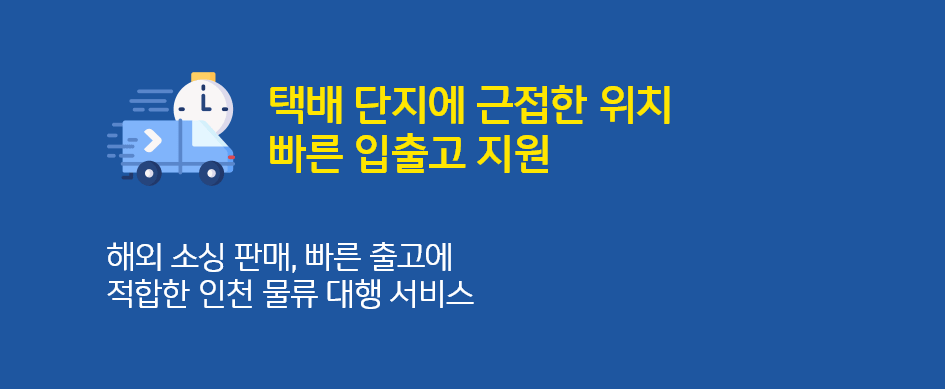 택배 단지에 근접한 위치
빠른 입출고 지원
해외 소싱 판매, 빠른 출고에
적합한 인천 물류 대행 서비스